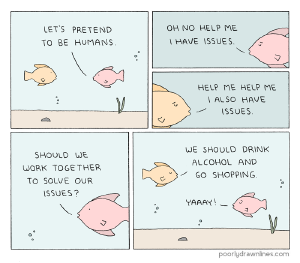 LET'S PRETEND
TO BE HUMANS.
OH NO HELP ME
I HAVE ISSUES.
HELP ME HELP ME
I ALSO HAVE
ISSUES.
SHOULD WE
WORK TOGETHER
TO SOLVE OUR
ISSUES?
WE SHOULD DRINK
ALCOHOL AND
GO SHOPPING.
YAAAY!
poorlydrawnlines.com